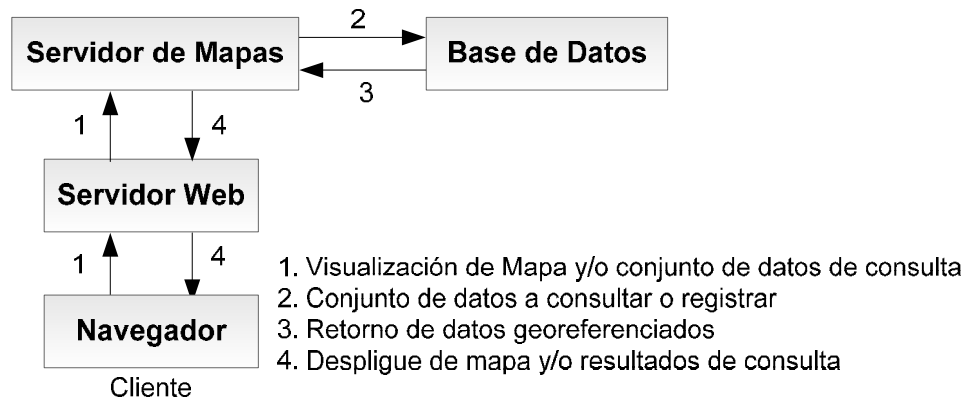 Servidor de Mapas
2
Base de Datos
3
1
4
Servidor Web
1
4
Navegador
Cliente
1. Visualización de Mapa y/o conjunto de datos de consulta
2. Conjunto de datos a consultar o registrar
3. Retorno de datos georeferenciados
4. Despligue de mapa y/o resultados de consulta